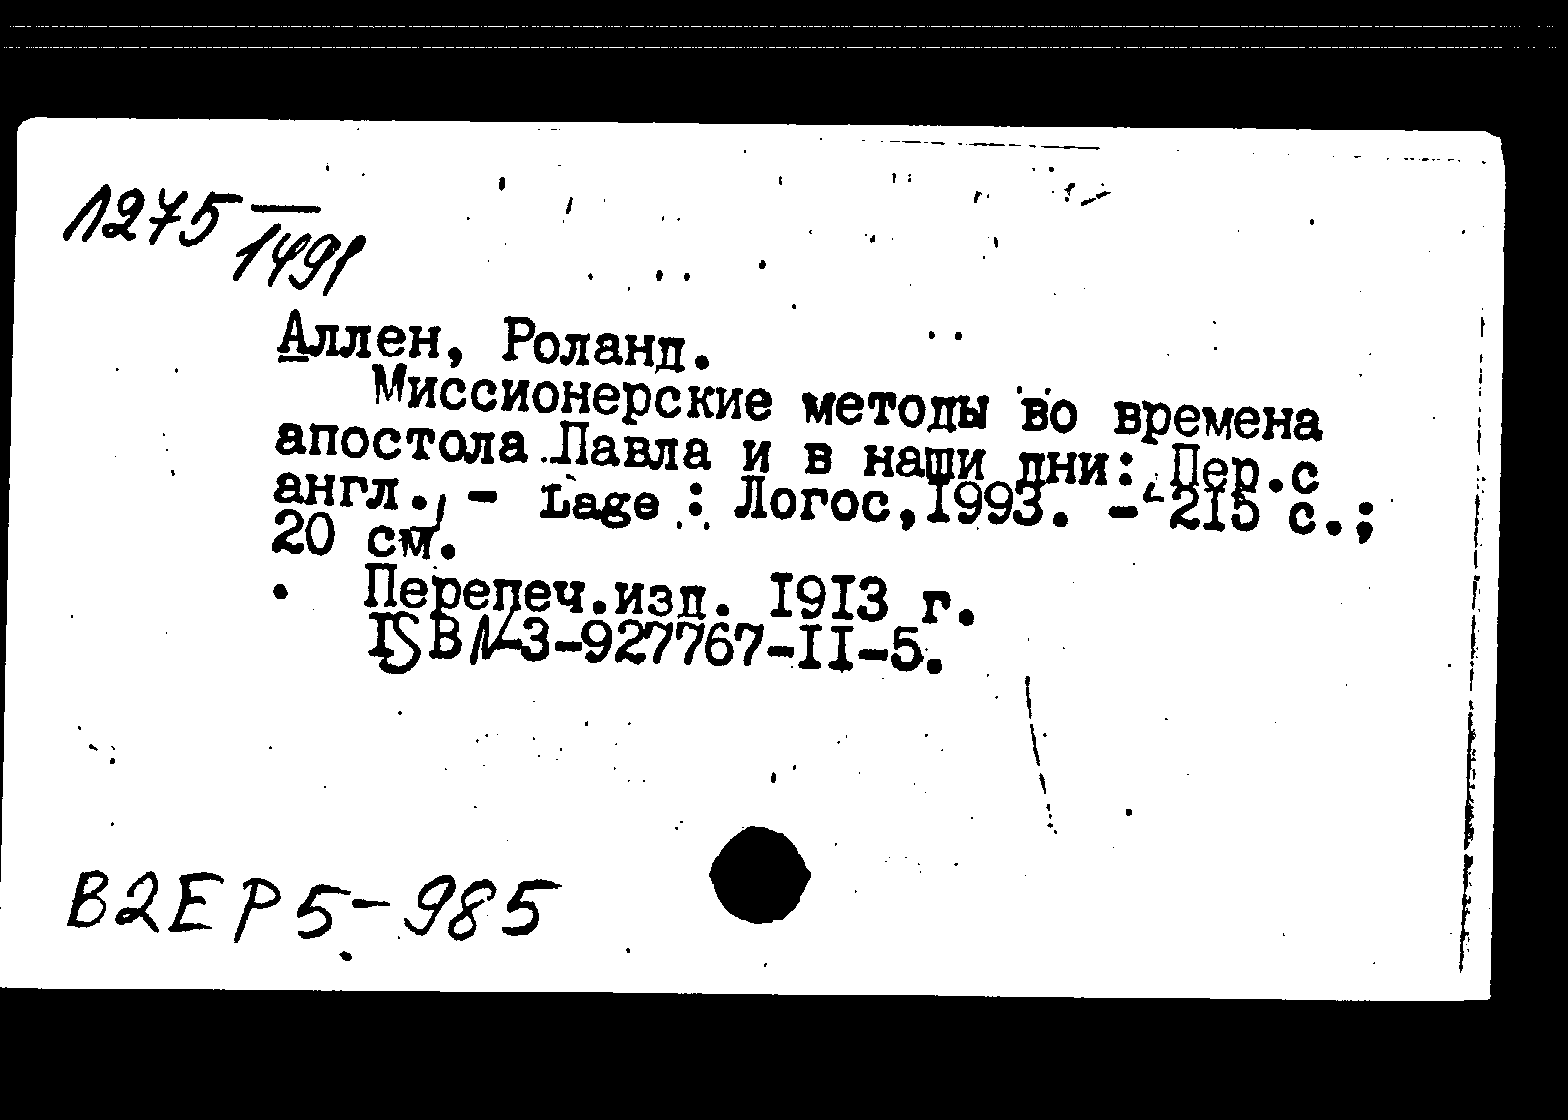 1275
1491
Аллен, Роланд.
Миссионерские методы во времена
апостола Павла и в наши дни: Пер.с
англ., - Lage : Логос,1993. - 215 с.;
20 см.
Перепеч.изд. 1913 г.
ISBN-3-927767-11-5.
B2EP5-985